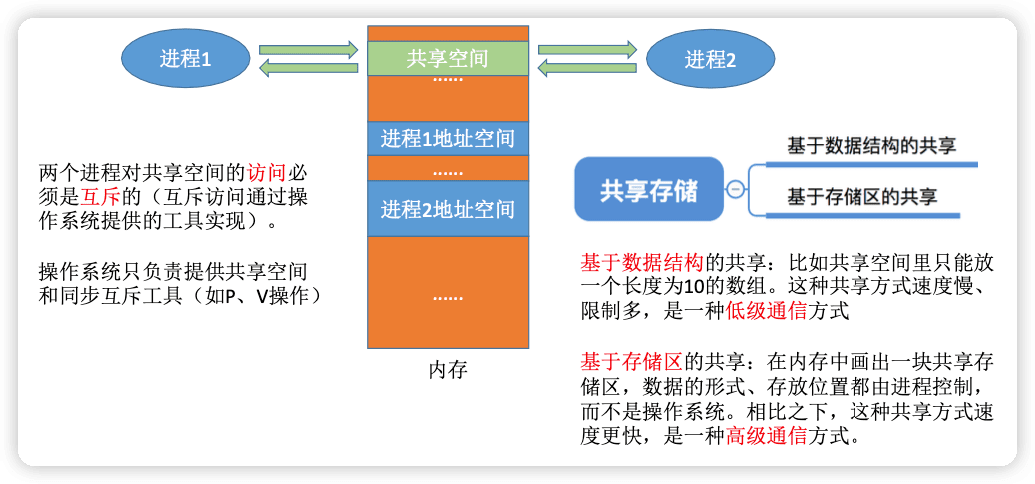 进程1
共享空间
进程2
......
进程1地址空间
......
进程2地址空间
......
内存
两个进程对共享空间的访问必
须是互斥的（互斥访问通过操
作系统提供的工具实现）。
操作系统只负责提供共享空间
和同步互斥工具（如P、V操作）
共享存储
基于数据结构的共享
基于存储区的共享
基于数据结构的共享：比如共享空间里只能放
一个长度为10的数组。这种共享方式速度慢、
限制多，是一种低级通信方式
基于存储区的共享：在内存中画出一块共享存
储区，数据的形式、存放位置都由进程控制，
而不是操作系统。相比之下，这种共享方式速
度更快，是一种高级通信方式。